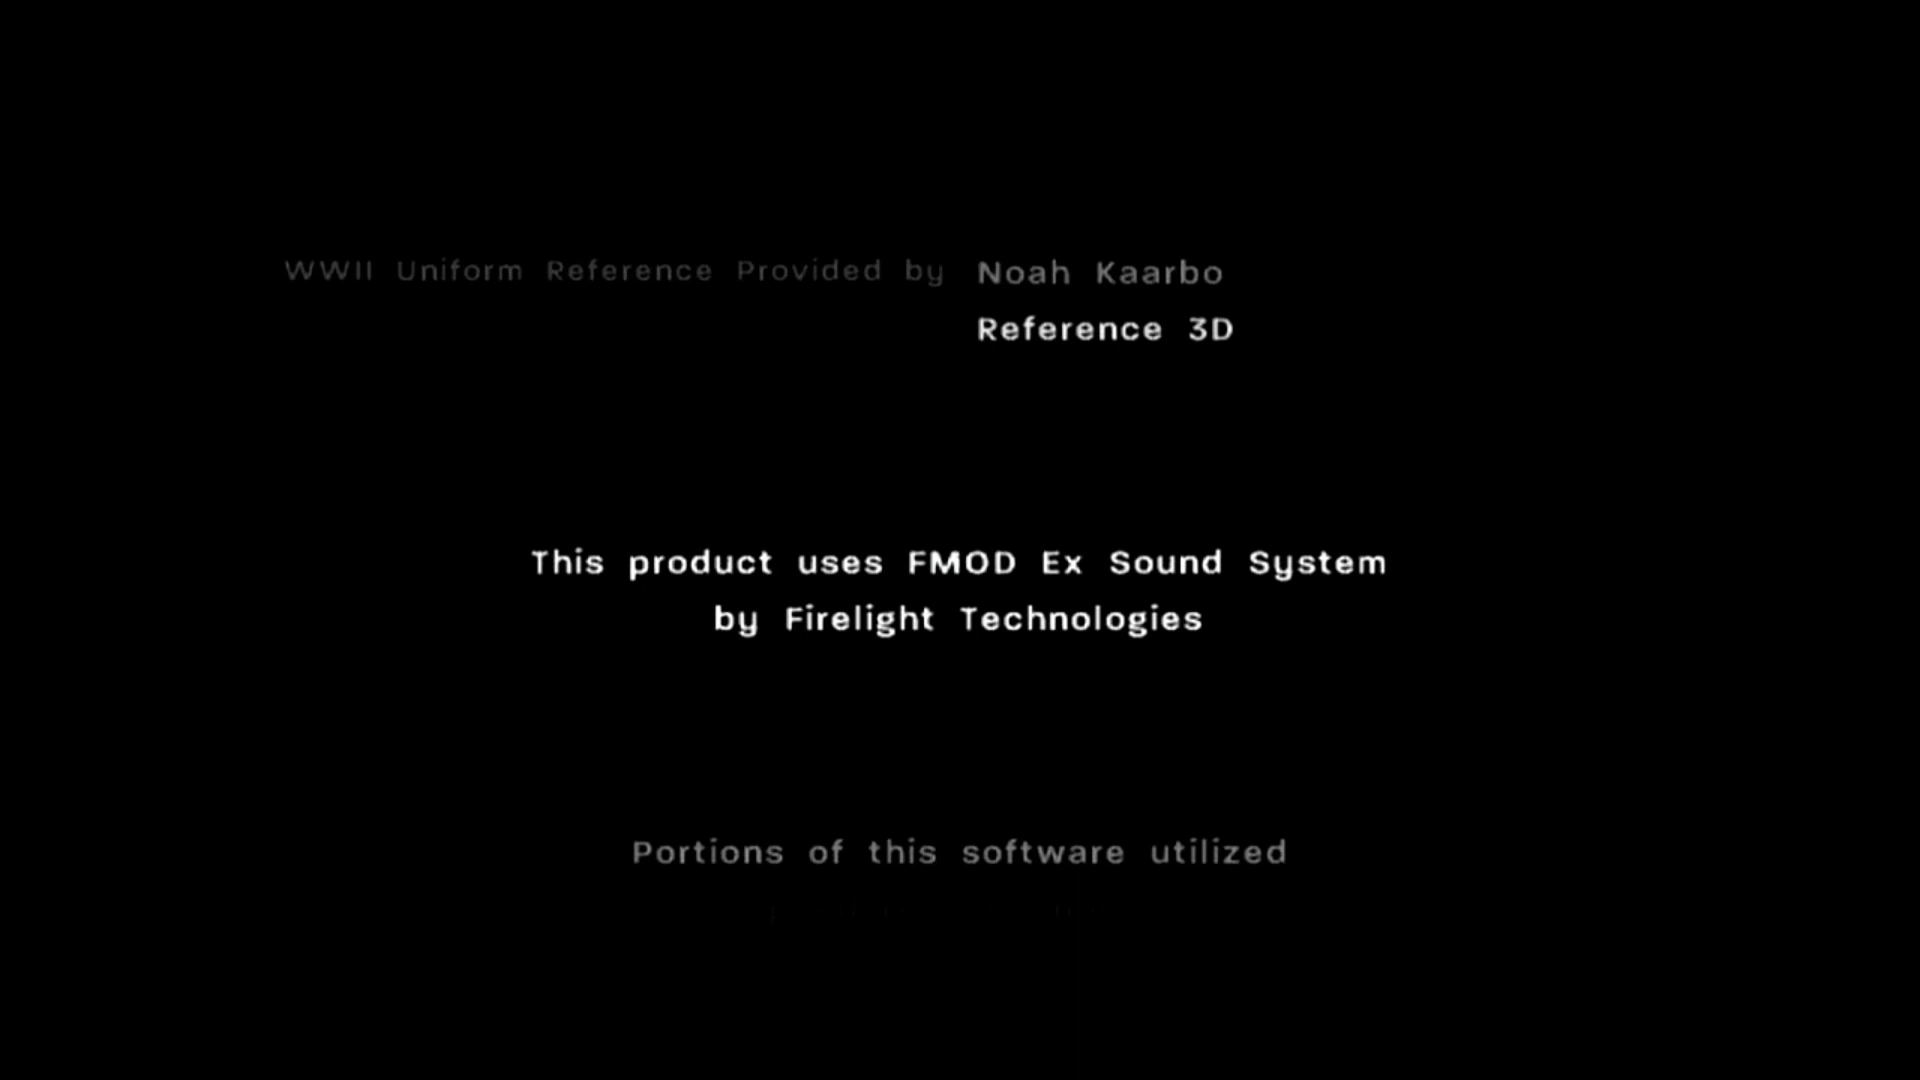 WWII Uniform Reference Provided by Noah Kaarbo
Reference 3D
This product uses FMOD Ex Sound System
by Firelight Technologies
Portions of this software utilized